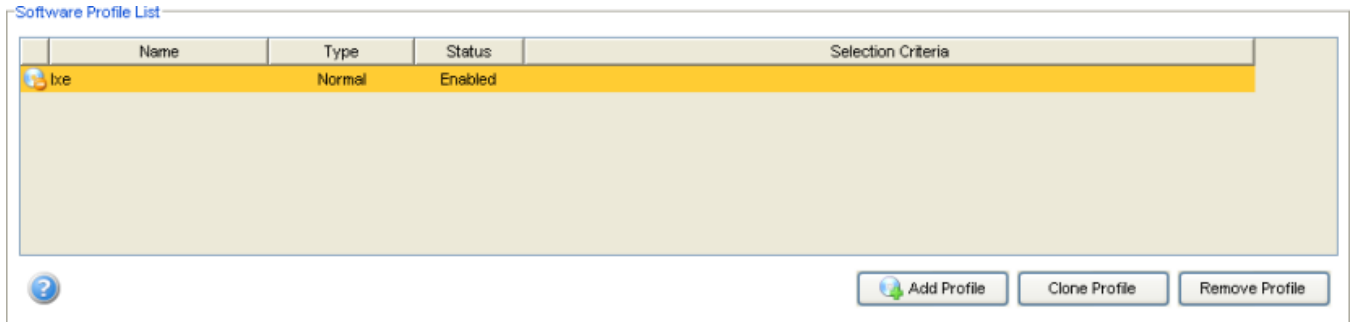 Software Profile List
Name Type Status Selection Criteria
lxe Normal Enabled
? Add Profile Clone Profile Remove Profile